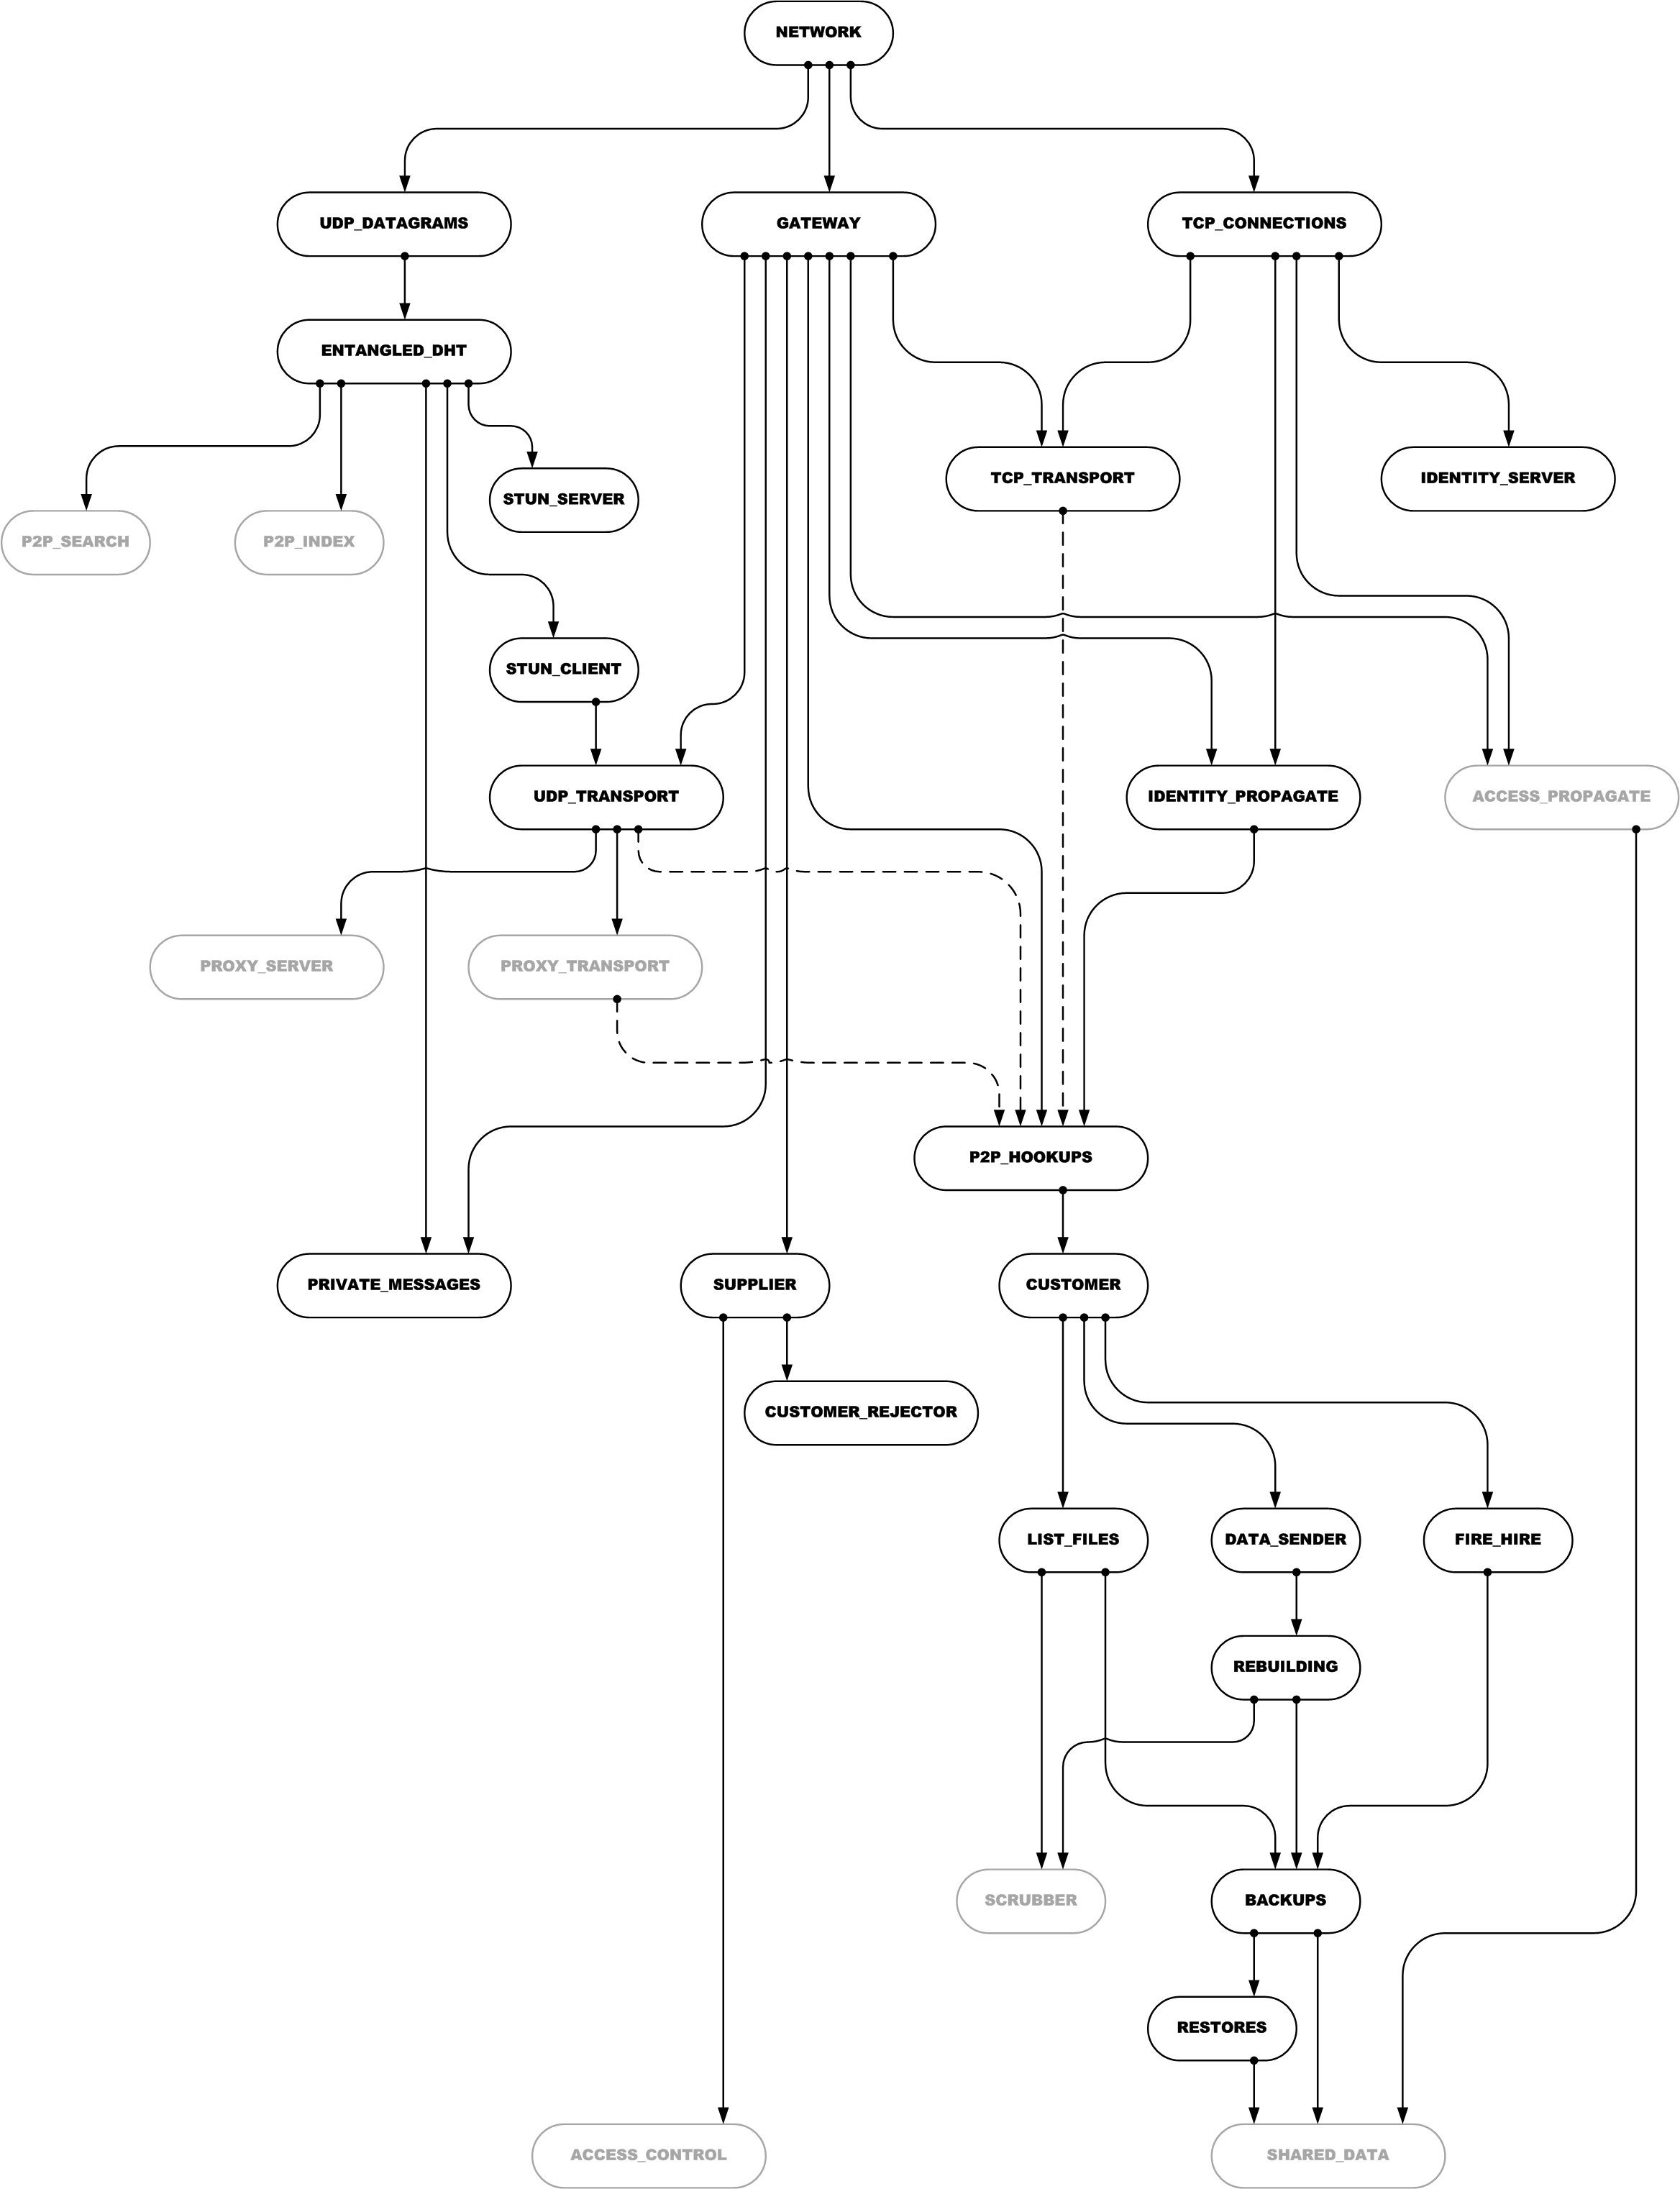 NETWORK
UDP_DATAGRAMS
GATEWAY
TCP_CONNECTIONS
ENTANGLED_DHT
TCP_TRANSPORT
IDENTITY_SERVER
STUN_SERVER
P2P_SEARCH
P2P_INDEX
STUN_CLIENT
UDP_TRANSPORT
IDENTITY_PROPAGATE
ACCESS_PROPAGATE
PROXY_SERVER
PROXY_TRANSPORT
P2P_HOOKUPS
PRIVATE_MESSAGES
SUPPLIER
CUSTOMER
CUSTOMER_REJECTOR
LIST_FILES
DATA_SENDER
FIRE_HIRE
REBUILDING
SCRUBBER
BACKUPS
RESTORES
ACCESS_CONTROL
SHARED_DATA